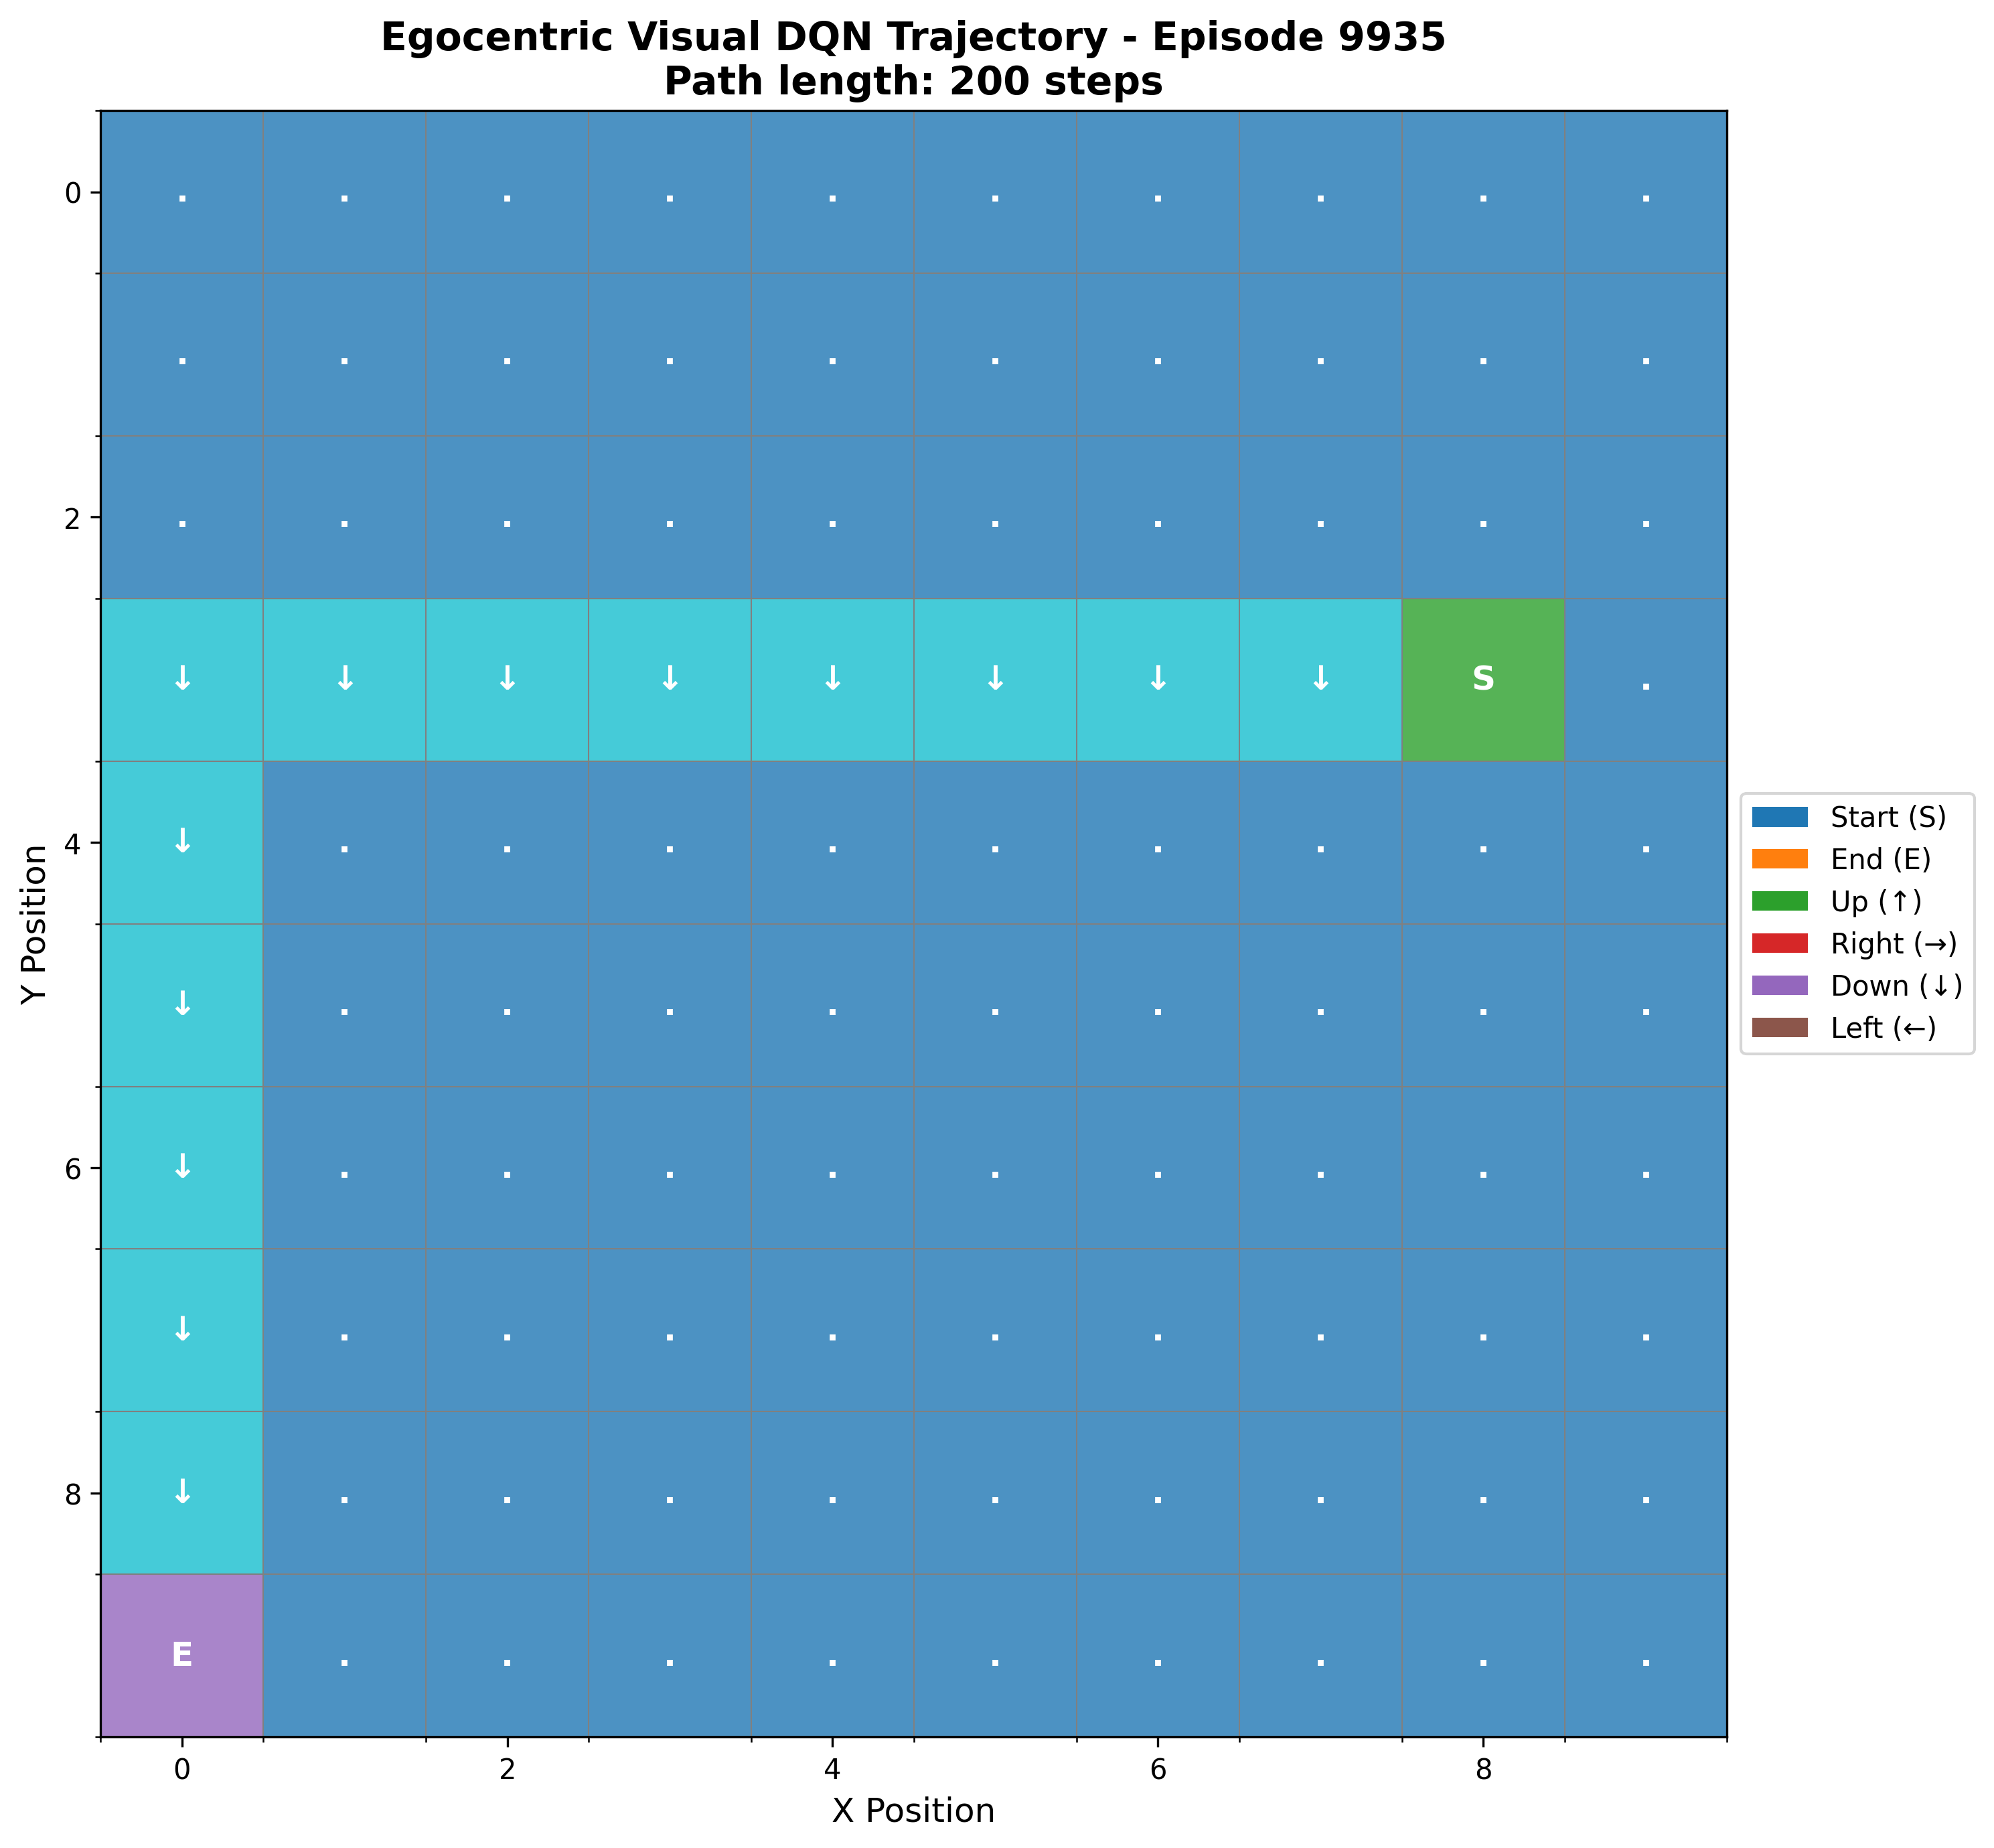 Egocentric Visual DQN Trajectory - Episode 9935
Path length: 200 steps
0
2
↓ ↓ ↓ ↓ ↓ ↓ ↓ ↓ S
↓
4
↓
↓
6
↓
↓
8
E
0 2 4 6 8
X Position
Y Position
Start (S)
End (E)
Up (↑)
Right (→)
Down (↓)
Left (←)